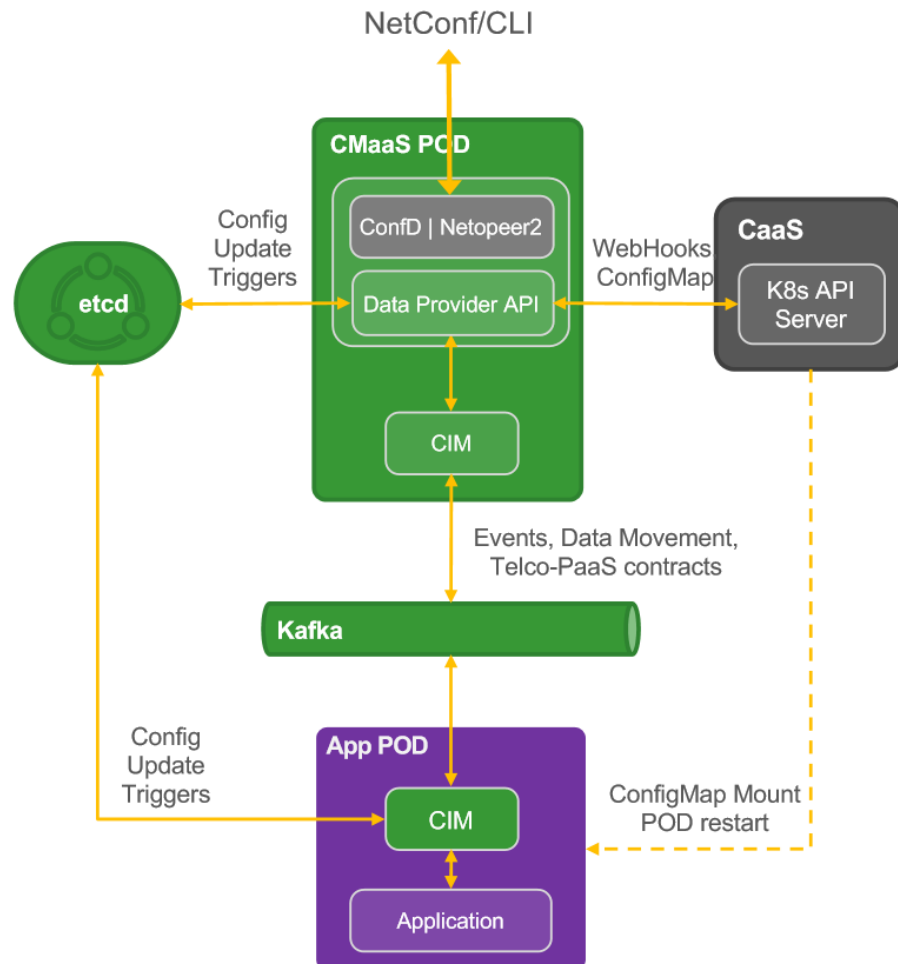 NetConf/CLI
CMaaS POD
ConfD | Netopeer2
Config
Update
Triggers
WebHooks
ConfigMap
CaaS
etcd
Data Provider API
K8s API
Server
CIM
Events, Data Movement,
Telco-PaaS contracts
Kafka
App POD
Config
Update
Triggers
ConfigMap Mount
POD restart
CIM
Application